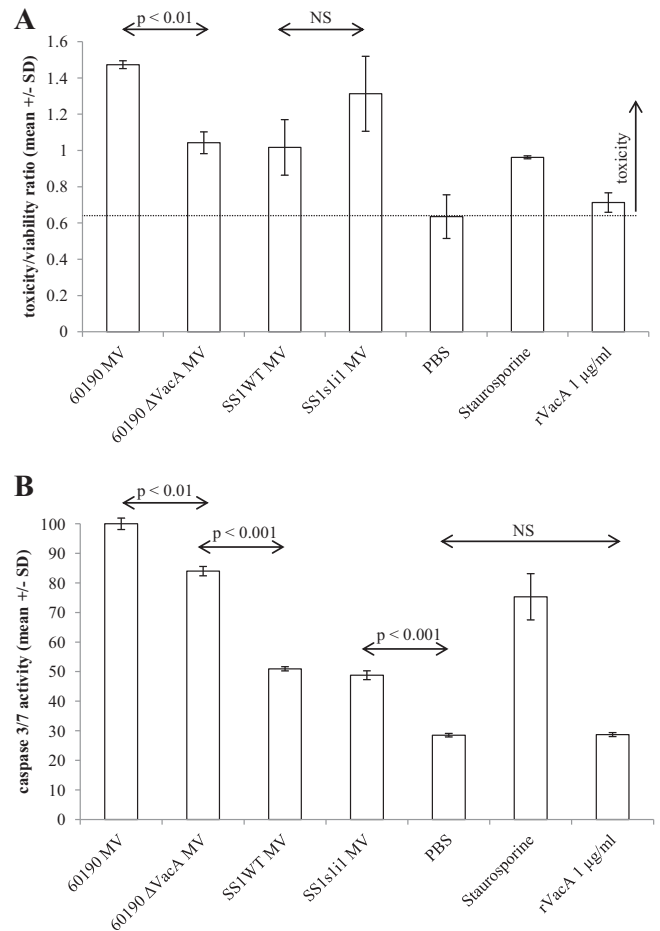 A
p < 0.01
NS
toxicity/viability ratio (mean +/- SD)
1.6
1.4
1.2
1
0.8
0.6
0.4
0.2
0
toxicity
60190 MV
60190 ΔVacA MV
SS1WT MV
SS1s1i1 MV
PBS
Staurosporine
rVacA 1 µg/ml
B
p < 0.01
p < 0.001
NS
p < 0.001
caspase 3/7 activity (mean +/- SD)
100
90
80
70
60
50
40
30
20
10
0
60190 MV
60190 ΔVacA MV
SS1WT MV
SS1s1i1 MV
PBS
Staurosporine
rVacA 1 µg/ml